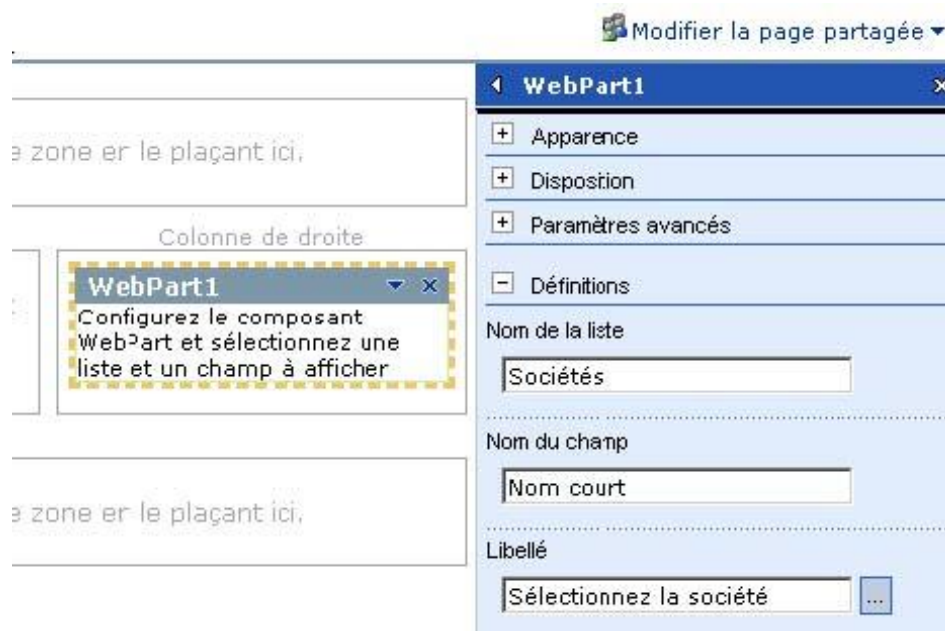 Modifier la page partagée
WebPart1
Apparence
e zone en le plaçant ici.
Disposition
Paramètres avancés
Colonne de droite
WebPart1
Définitions
Configurez le composant
WebPart et sélectionnez une
liste et un champ à afficher
Nom de la liste
Sociétés
Nom du champ
Nom court
e zone en le plaçant ici.
Libellé
Sélectionnez la société
...